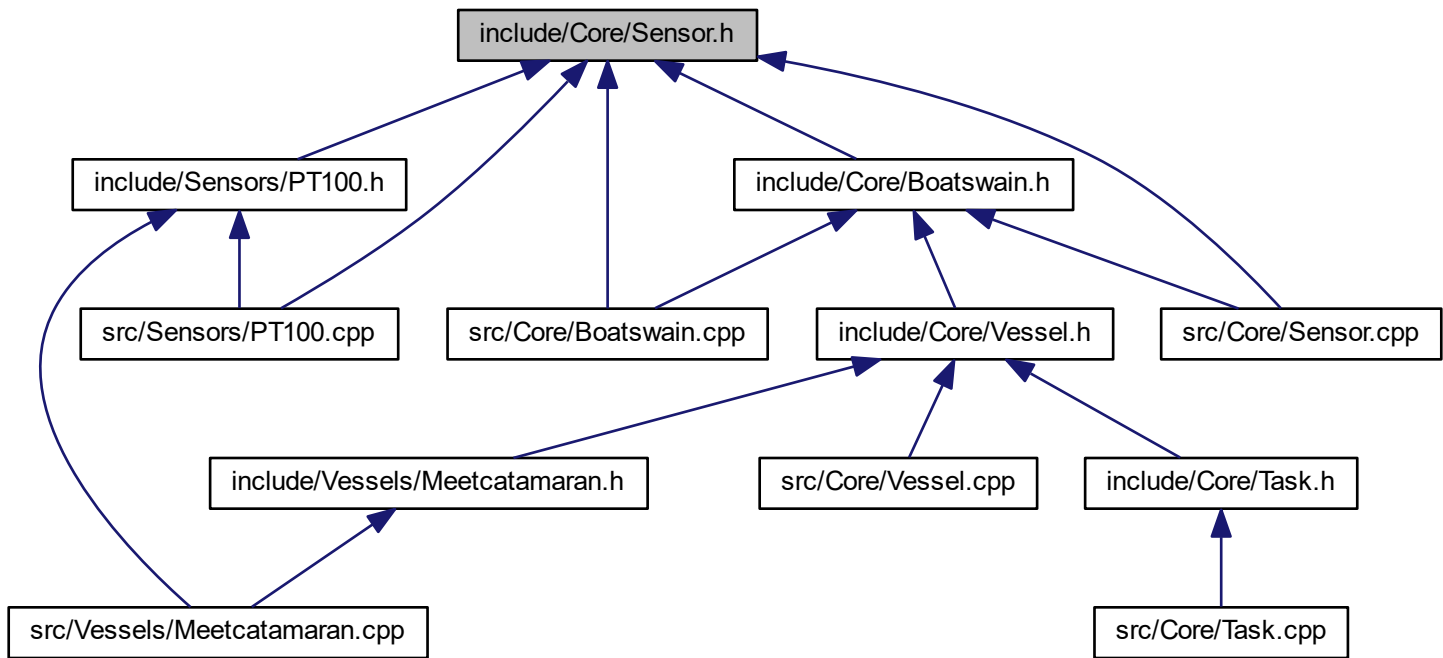 include/Core/Sensor.h
include/Sensors/PT100.h
include/Core/Boatswain.h
src/Sensors/PT100.cpp
src/Core/Boatswain.cpp
include/Core/Vessel.h
src/Core/Sensor.cpp
include/Vessels/Meetcatamaran.h
src/Core/Vessel.cpp
include/Core/Task.h
src/Vessels/Meetcatamaran.cpp
src/Core/Task.cpp